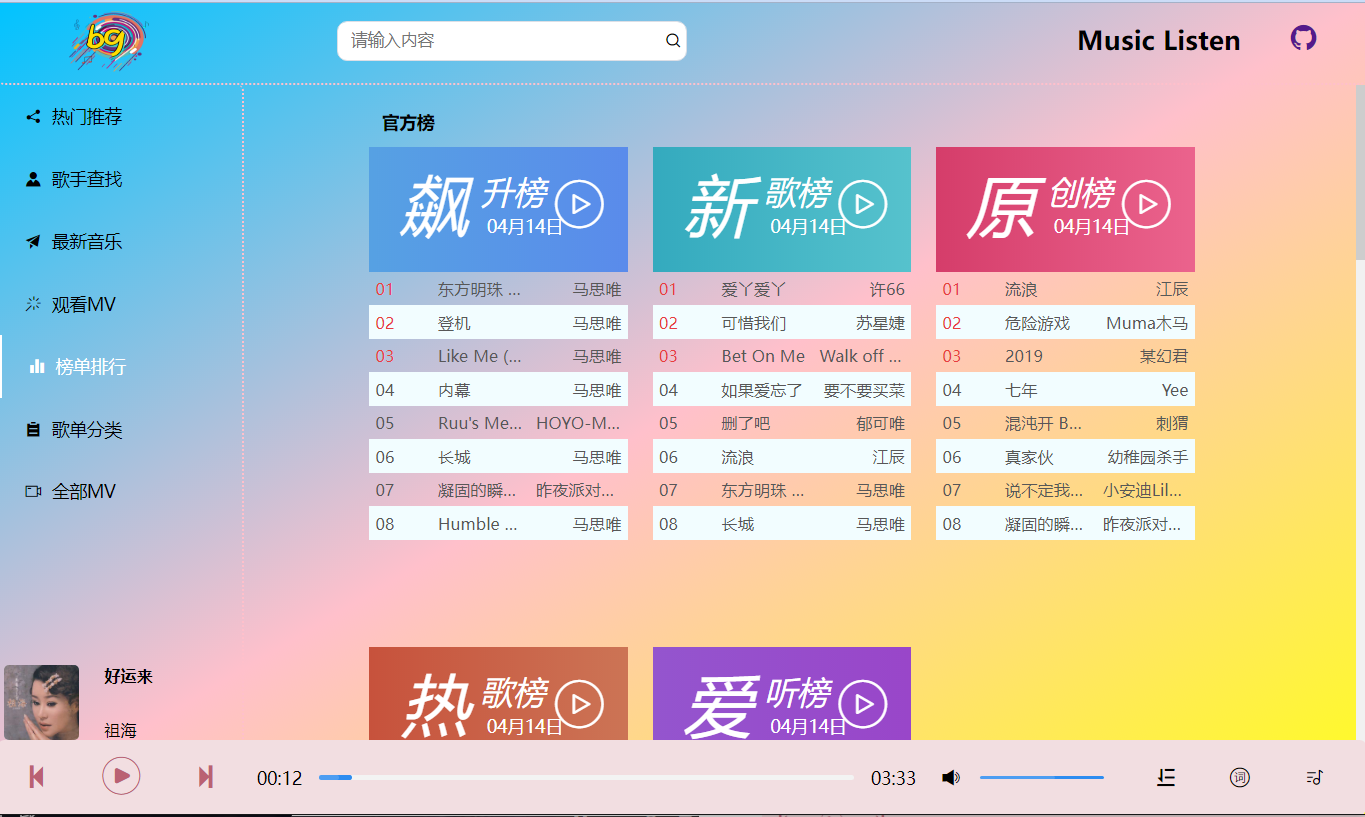 bg
请输入内容
Music Listen
热门推荐
歌手查找
最新音乐
观看MV
榜单排行
歌单分类
全部MV
官方榜
飙升榜
04月14日
01 东方明珠 ... 马思唯
02 登机 马思唯
03 Like Me (... 马思唯
04 内幕 马思唯
05 Ruu's Me... HOYO-M...
06 长城 马思唯
07 凝固的瞬... 昨夜派对...
08 Humble ... 马思唯
新歌榜
04月14日
01 爱丫爱丫 许66
02 可惜我们 苏星婕
03 Bet On Me Walk off ...
04 如果爱忘了 要不要买菜
05 删了吧 郁可唯
06 流浪 江辰
07 东方明珠 ... 马思唯
08 长城 马思唯
原创榜
04月14日
01 流浪 江辰
02 危险游戏 Muma木马
03 2019 某幻君
04 七年 Yee
05 混沌开 B... 刺猬
06 真家伙 幼稚园杀手
07 说不定我... 小安迪Lil...
08 凝固的瞬... 昨夜派对...
热歌榜
04月14日
爱听榜
04月14日
好运来
祖海
00:12
03:33
词